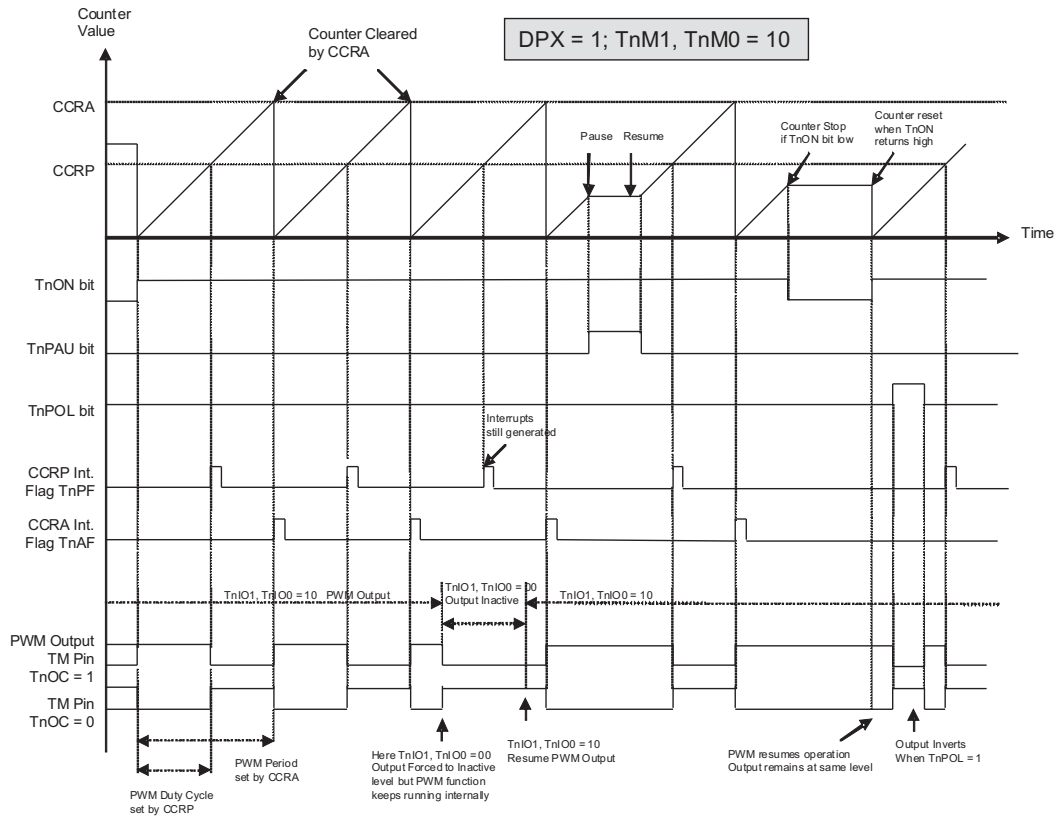 Counter
Value
DPX = 1; TnM1, TnM0 = 10
Counter Cleared
by CCRA
CCRA
CCRP
Pause
Resume
Counter Stop
if TnON bit low
Counter reset
when TnON
returns high
Time
TnON bit
TnPAU bit
TnPOL bit
Interrupts
still generated
CCRP Int.
Flag TnPF
CCRA Int.
Flag TnAF
TnIO1, TnIO0 = 10 PWM Output
TnIO1, TnIO0 = 00
Output Inactive
TnIO1, TnIO0 = 10
PWM Output
TM Pin
TnOC = 1
TM Pin
TnOC = 0
PWM Period
set by CCRA
PWM Duty Cycle
set by CCRP
Here TnIO1, TnIO0 = 00
Output Forced to Inactive
level but PWM function
keeps running internally
TnIO1, TnIO0 = 10
Resume PWM Output
PWM resumes operation
Output remains at same level
Output Inverts
When TnPOL = 1